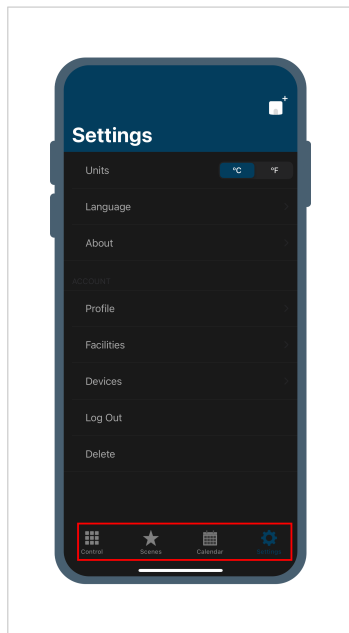 Settings
Units °C °F
Language
About
ACCOUNT
Profile
Facilities
Devices
Log Out
Delete
Control Scenes Calendar Settings